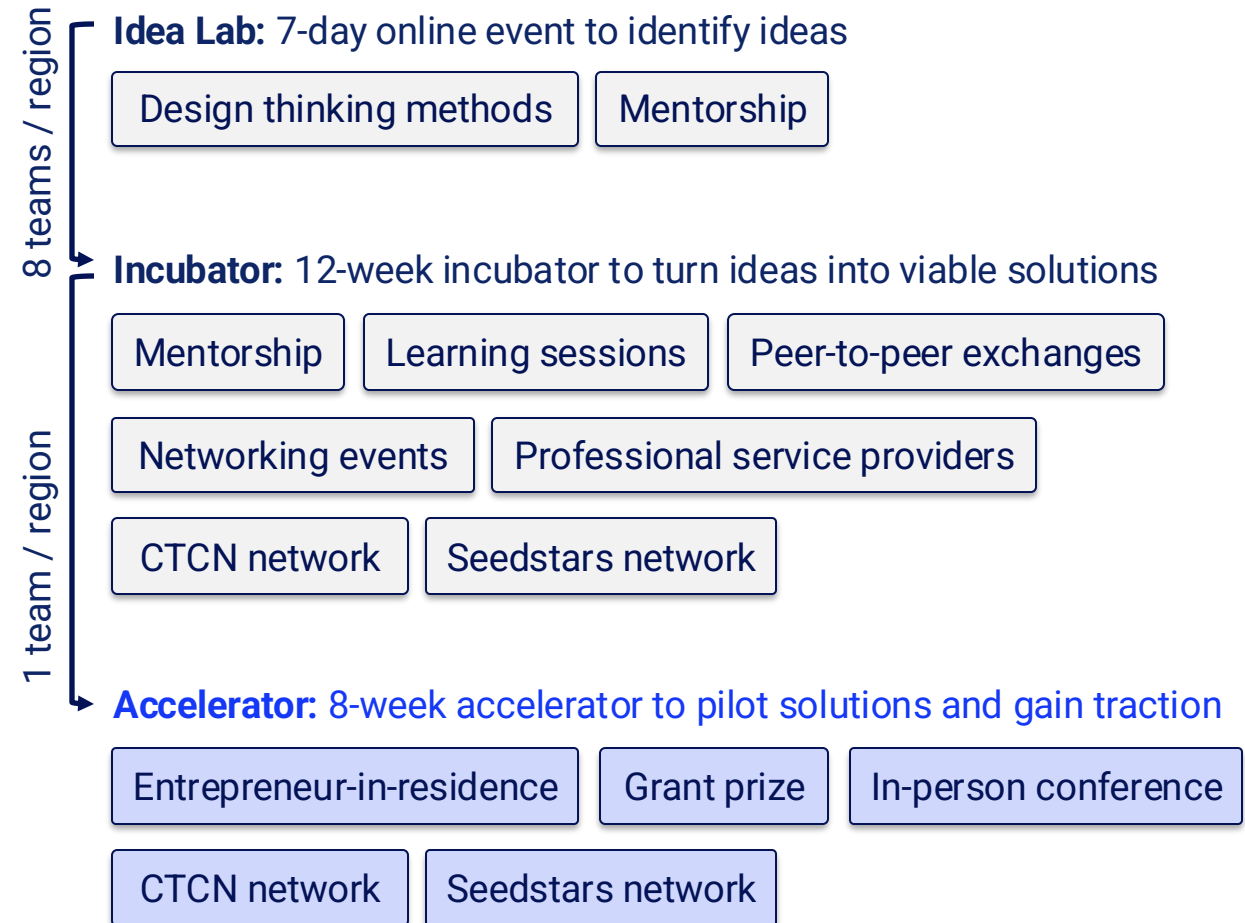 8 teams / region
Idea Lab: 7-day online event to identify ideas
Design thinking methods Mentorship
Incubator: 12-week incubator to turn ideas into viable solutions
Mentorship Learning sessions Peer-to-peer exchanges
Networking events Professional service providers
CTCN network Seedstars network
1 team / region
Accelerator: 8-week accelerator to pilot solutions and gain traction
Entrepreneur-in-residence Grant prize In-person conference
CTCN network Seedstars network